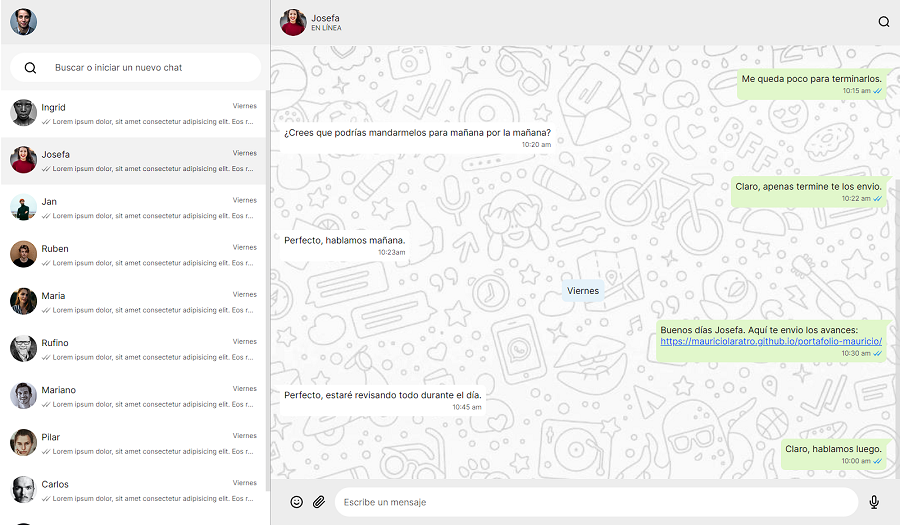 Buscar o iniciar un nuevo chat
Ingrid
Viernes
Lorem ipsum dolor, sit amet consectetur adipisicing elit. Eos r...
Josefa
Viernes
Lorem ipsum dolor, sit amet consectetur adipisicing elit. Eos r...
Jan
Viernes
Lorem ipsum dolor, sit amet consectetur adipisicing elit. Eos r...
Ruben
Viernes
Lorem ipsum dolor, sit amet consectetur adipisicing elit. Eos r...
Maria
Viernes
Lorem ipsum dolor, sit amet consectetur adipisicing elit. Eos r...
Rufino
Viernes
Lorem ipsum dolor, sit amet consectetur adipisicing elit. Eos r...
Mariano
Viernes
Lorem ipsum dolor, sit amet consectetur adipisicing elit. Eos r...
Pilar
Viernes
Lorem ipsum dolor, sit amet consectetur adipisicing elit. Eos r...
Carlos
Viernes
Lorem ipsum dolor, sit amet consectetur adipisicing elit. Eos r...
Josefa
EN LÍNEA
Me queda poco para terminarlos.
10:15 am
¿Crees que podrías mandarmelos para mañana por la mañana?
10:20 am
Claro, apenas termine te los envio.
10:22 am
Perfecto, hablamos mañana.
10:23am
Viernes
Buenos días Josefa. Aquí te envio los avances:
https://mauriciolaratro.github.io/portafolio-mauricio/
10:30 am
Perfecto, estaré revisando todo durante el día.
10:45 am
Claro, hablamos luego.
10:00 am
Escribe un mensaje
BFF